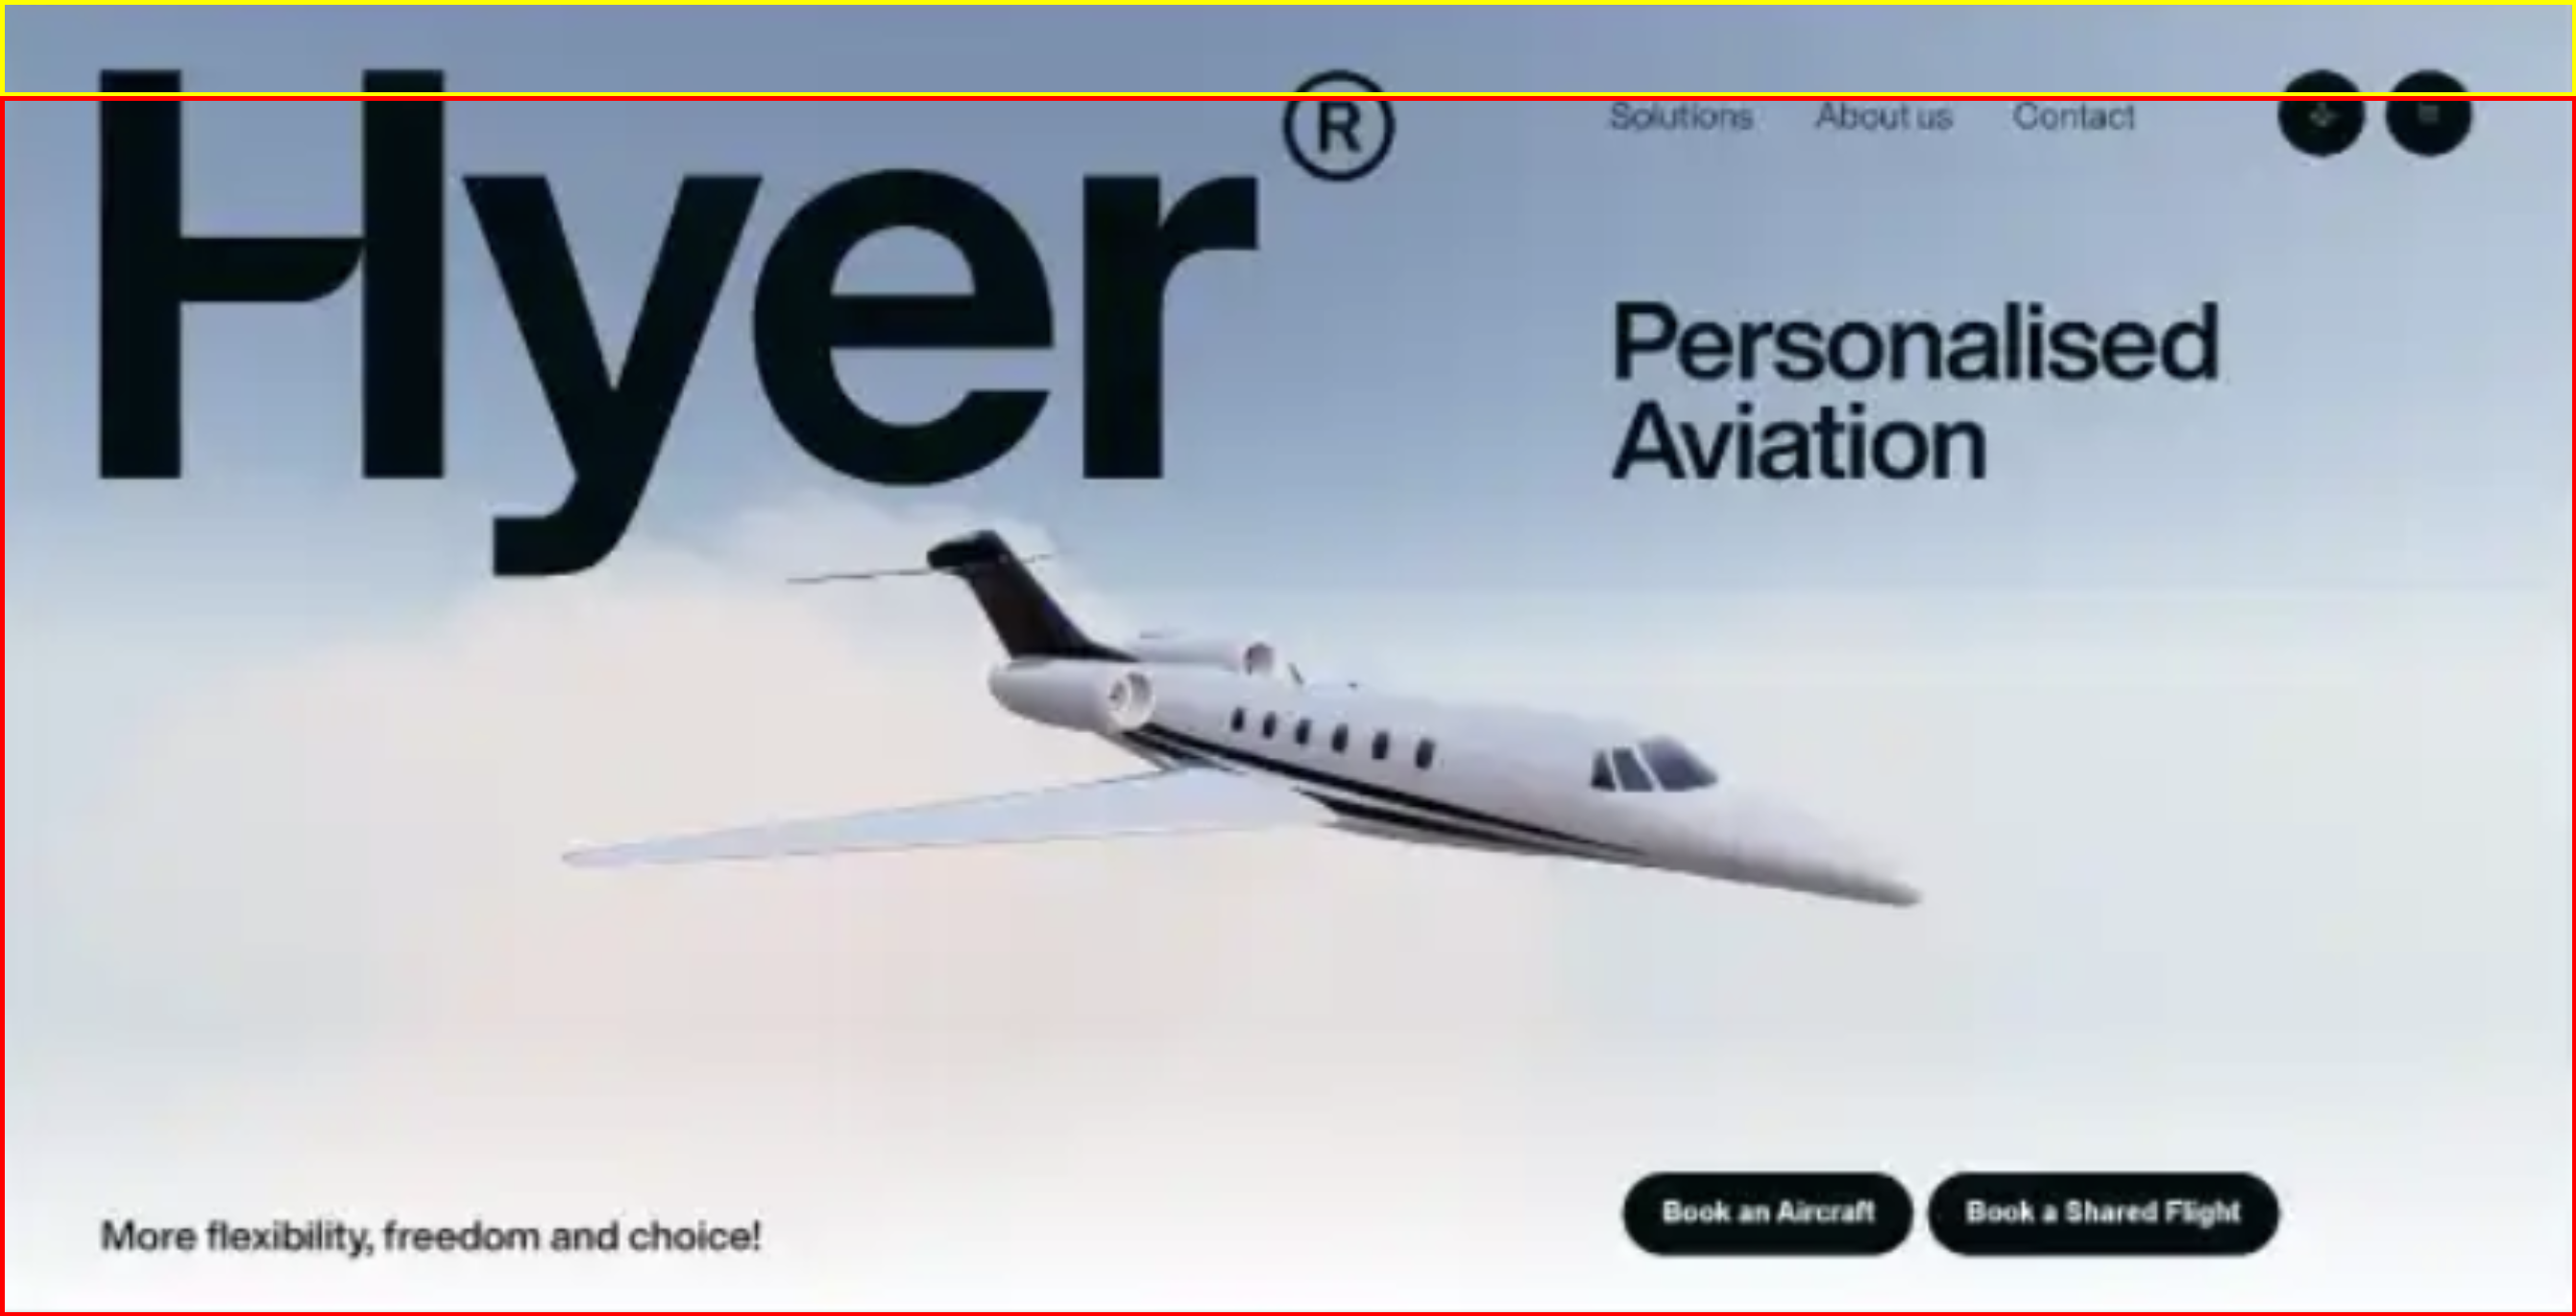 Hyer®
Solutions About us Contact
Personalised
Aviation
More flexibility, freedom and choice!
Book an Aircraft Book a Shared Flight